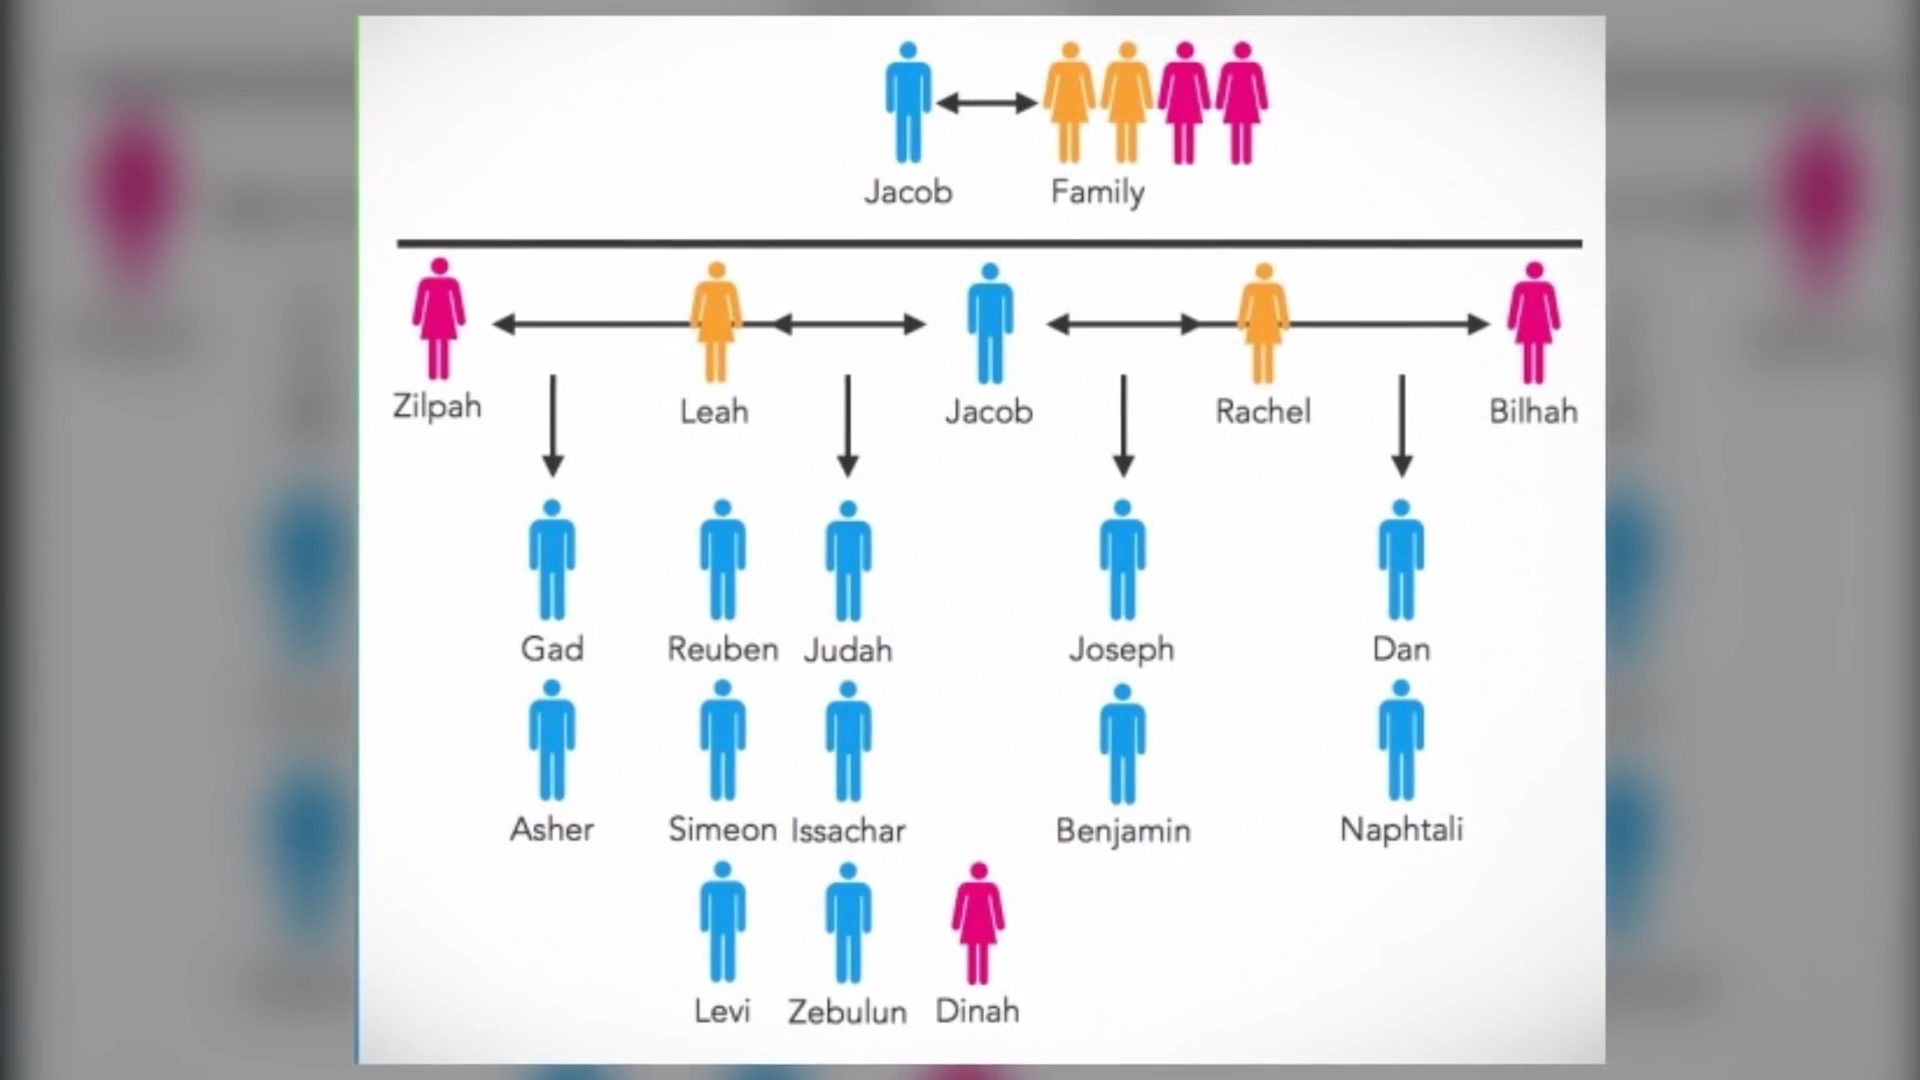 Jacob Family
Zilpah Leah Jacob Rachel Bilhah
Gad Reuben Judah Joseph Dan
Asher Simeon Issachar Benjamin Naphtali
Levi Zebulun Dinah